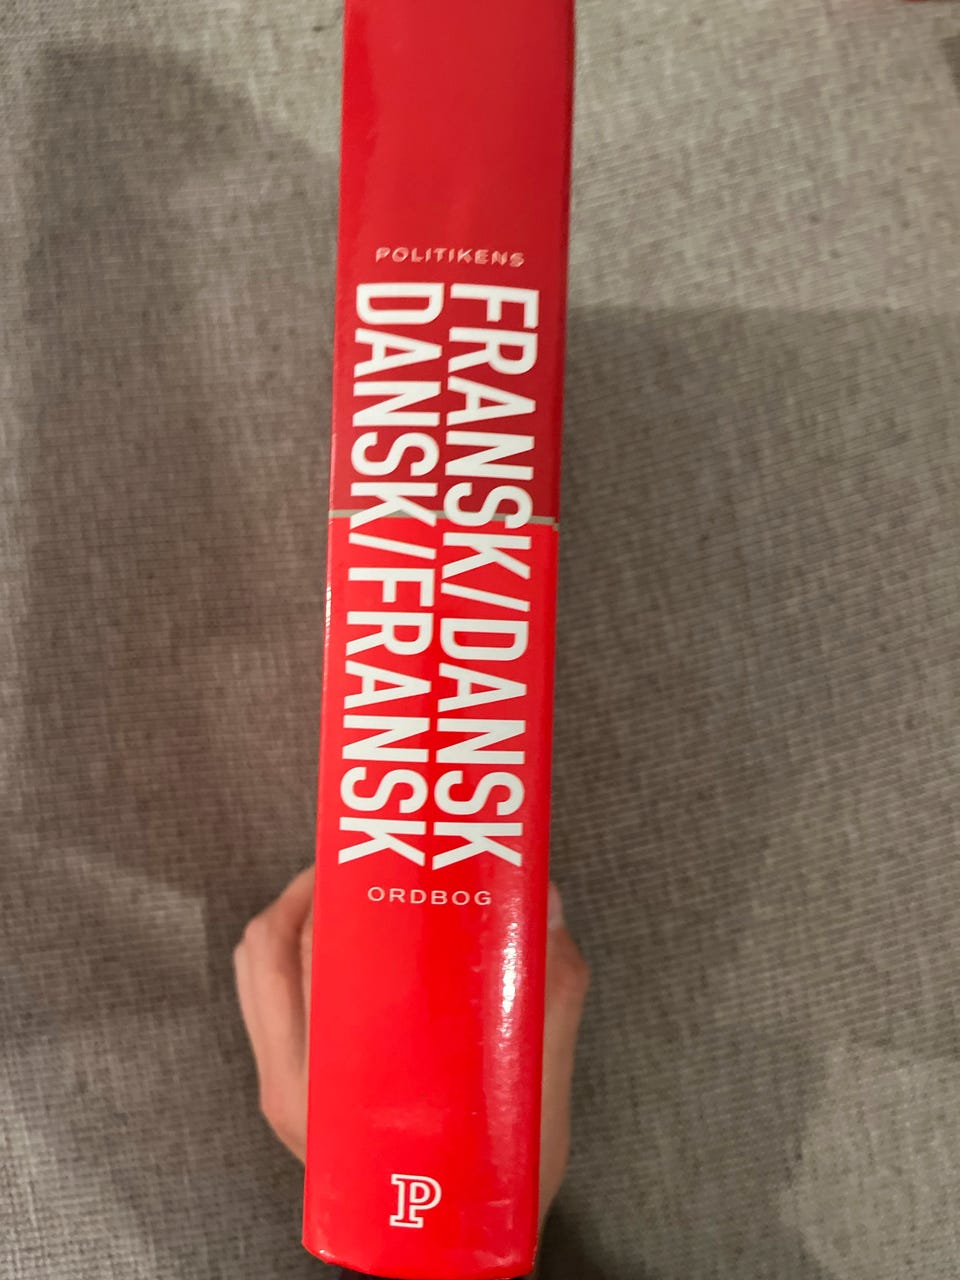 POLITIKENS
FRANSK/DANSK
DANSK/FRANSK
ORDBOG
P